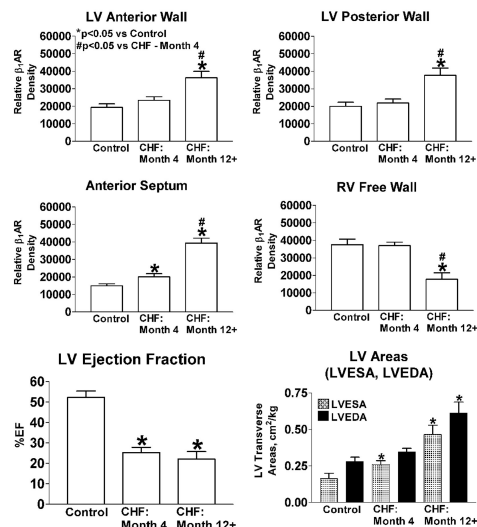 LV Anterior Wall
*p<0.05 vs Control
#p<0.05 vs CHF - Month 4
Relative β1AR
Density
60000
50000
40000
30000
20000
10000
0
#
*
Control
CHF:
Month 4
CHF:
Month 12+
LV Posterior Wall
Relative β1AR
Density
60000
50000
40000
30000
20000
10000
0
#
*
Control
CHF:
Month 4
CHF:
Month 12+
Anterior Septum
Relative β1AR
Density
50000
40000
30000
20000
10000
0
*
#
*
Control
CHF:
Month 4
CHF:
Month 12+
RV Free Wall
Relative β1AR
Density
60000
50000
40000
30000
20000
10000
0
#
*
Control
CHF:
Month 4
CHF:
Month 12+
LV Ejection Fraction
%EF
60
50
40
30
20
10
0
*
*
Control
CHF:
Month 4
CHF:
Month 12+
LV Areas
(LVESA, LVEDA)
LV Transverse
Areas, cm²/kg
0.75
0.50
0.25
0.00
LVESA
LVEDA
*
*
*
Control
CHF:
Month 4
CHF:
Month 12+